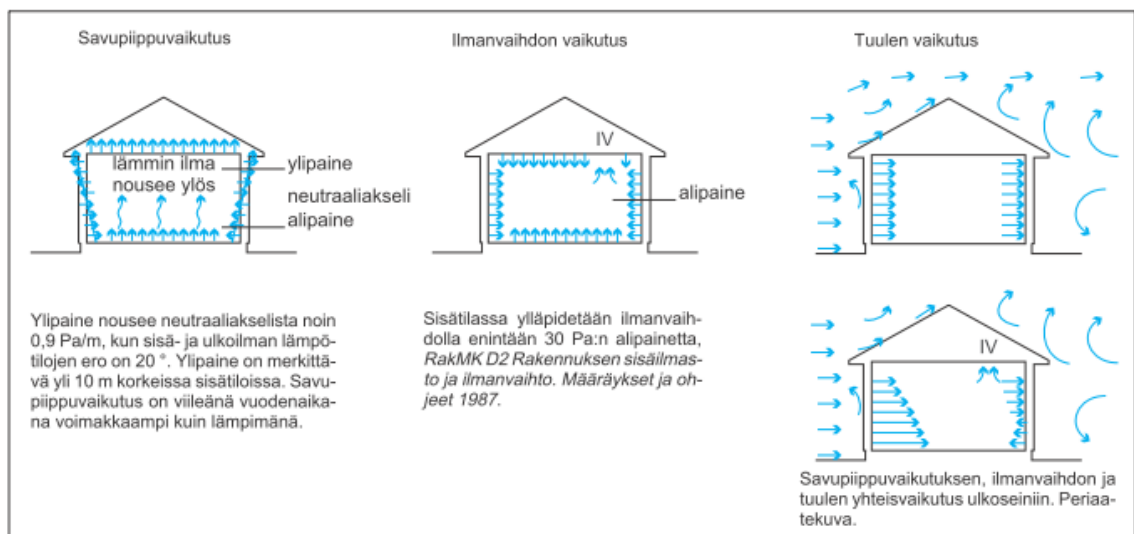 Savupiippuvaikutus
lämmin ilma
nousee ylös
ylipaine
neutraaliakseli
alipaine
Ylipaine nousee neutraaliakselista noin
0,9 Pa/m, kun sisä- ja ulkoilman lämpö-
tilojen ero on 20 °. Ylipaine on merkittä-
vä yli 10 m korkeissa sisätiloissa. Savu-
piippuvaikutus on viileänä vuodenaika-
na voimakkaampi kuin lämpimänä.
Ilmanvaihdon vaikutus
IV
alipaine
Sisätilassa ylläpidetään ilmanvaih-
dolla enintään 30 Pa:n alipainetta,
RakMK D2 Rakennuksen sisäilmas-
to ja ilmanvaihto. Määräykset ja oh-
jeet 1987.
Tuulen vaikutus
IV
Savupiippuvaikutuksen, ilmanvaihdon ja
tuulen yhteisvaikutus ulkoseiniin. Periaa-
tekuva.